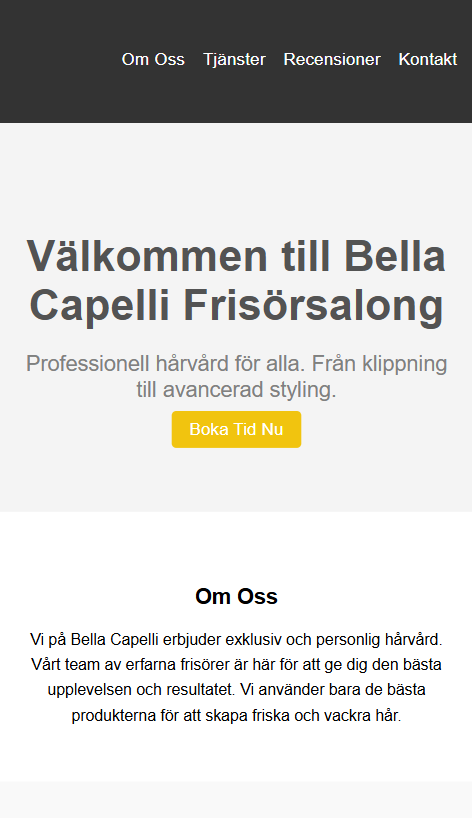 Om Oss Tjänster Recensioner Kontakt
Välkommen till Bella
Capelli Frisörsalong
Professionell hårvård för alla. Från klippning
till avancerad styling.
Boka Tid Nu
Om Oss
Vi på Bella Capelli erbjuder exklusiv och personlig hårvård.
Vårt team av erfarna frisörer är här för att ge dig den bästa
upplevelsen och resultatet. Vi använder bara de bästa
produkterna för att skapa friska och vackra hår.